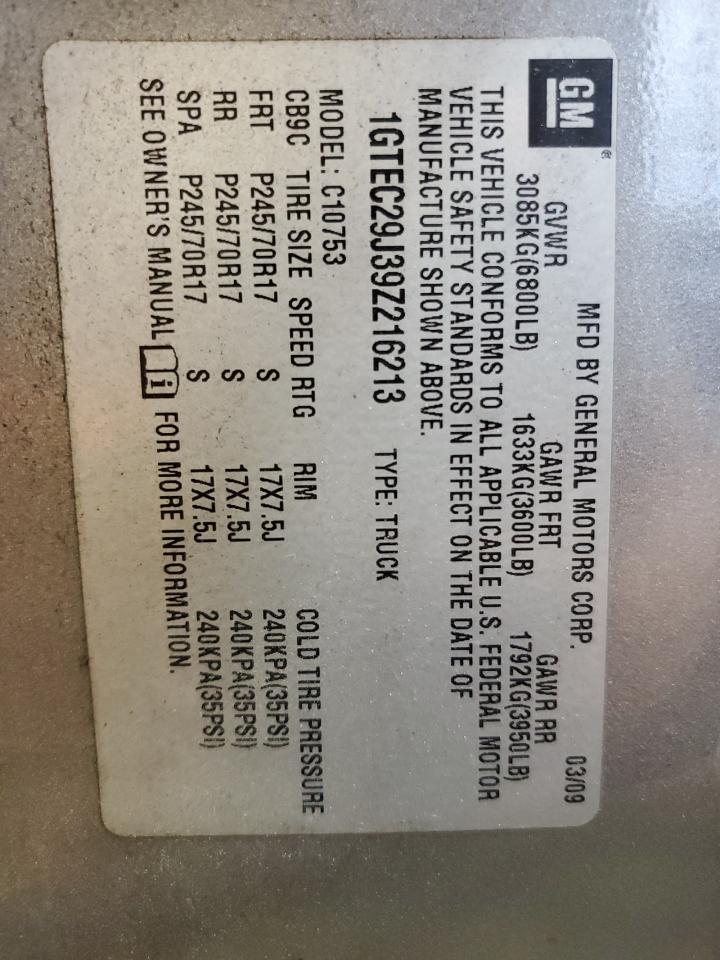 GM
MFD BY GENERAL MOTORS CORP. 03/09
GVWR GAWR FRT GAWR RR
3085KG(6800LB) 1633KG(3600LB) 1792KG(3950LB)
THIS VEHICLE CONFORMS TO ALL APPLICABLE U.S. FEDERAL MOTOR
VEHICLE SAFETY STANDARDS IN EFFECT ON THE DATE OF
MANUFACTURE SHOWN ABOVE.
1GTEC29J39Z216213 TYPE: TRUCK
MODEL: C10753
CB9C TIRE SIZE SPEED RTG RIM COLD TIRE PRESSURE
FRT P245/70R17 S 17X7.5J 240KPA(35PSI)
RR P245/70R17 S 17X7.5J 240KPA(35PSI)
SPA P245/70R17 S 17X7.5J 240KPA(35PSI)
SEE OWNER'S MANUAL i FOR MORE INFORMATION.